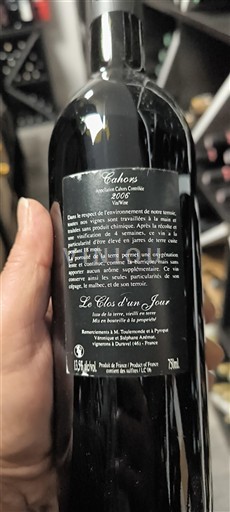 Cahors
Appellation Cahors Contrôlée
2006
Vin/Wine
Dans le respect de l'environnement de notre terroir,
toutes nos vignes sont travaillées à la main et
traitées sans produit chimique. Après la récolte et
une vinification de 4 semaines, ce vin à la
particularité d'être élevé en jarres de terre cuite
pendant 18 mois.
La porosité de la terre permet une oxygénation
lente et continue, comme la barrique, mais sans
apporter aucun arôme supplémentaire. Ce vin
conserve ainsi les seules particularités de son
cépage, le malbec, et de son terroir.
Le Clos d'un Jour
Issu de la terre, vieilli en terre
Mis en bouteille à la propriété
Remerciements à M. Toulemonde et à Pyropat
Véronique et Stéphane Azémar,
vignerons à Duravel (46) - France
13,5% alc/vol. Produit de France / Product of France 750ml
contient des sulfites / LC 06